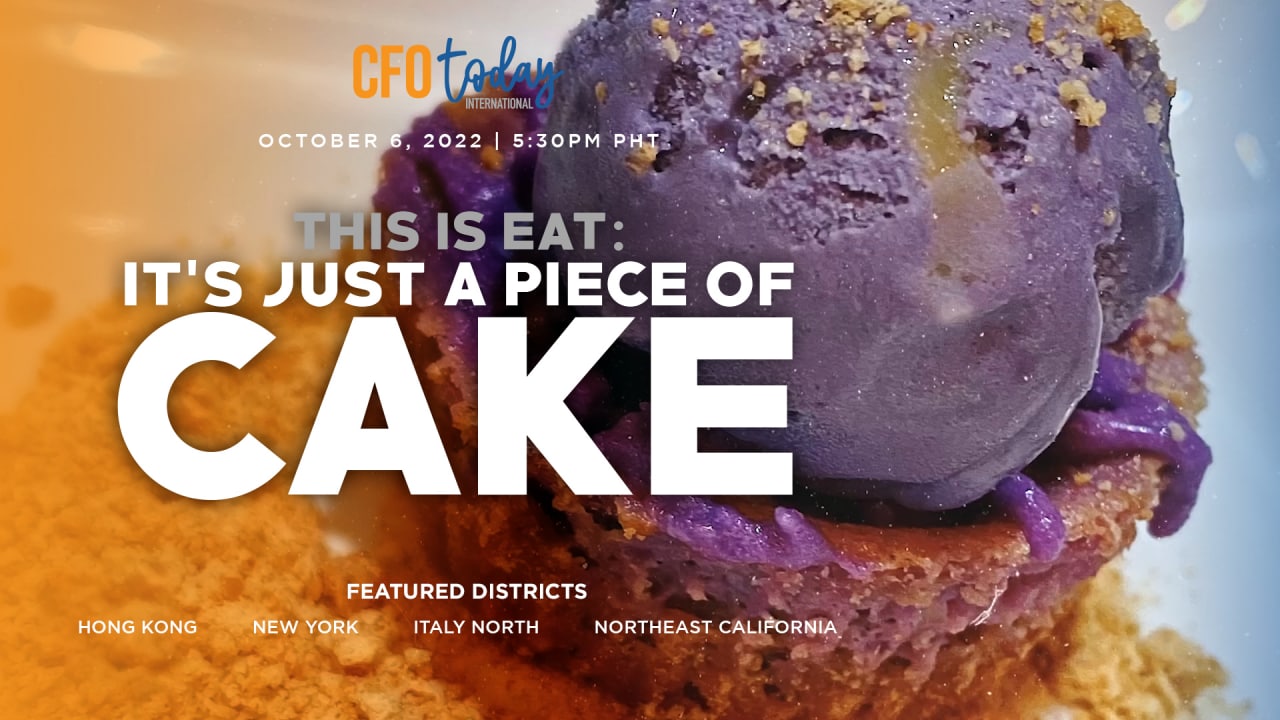 CFO today
INTERNATIONAL
OCTOBER 6, 2022 | 5:30PM PHT
THIS IS EAT:
IT'S JUST A PIECE OF
CAKE
FEATURED DISTRICTS
HONG KONG NEW YORK ITALY NORTH NORTHEAST CALIFORNIA